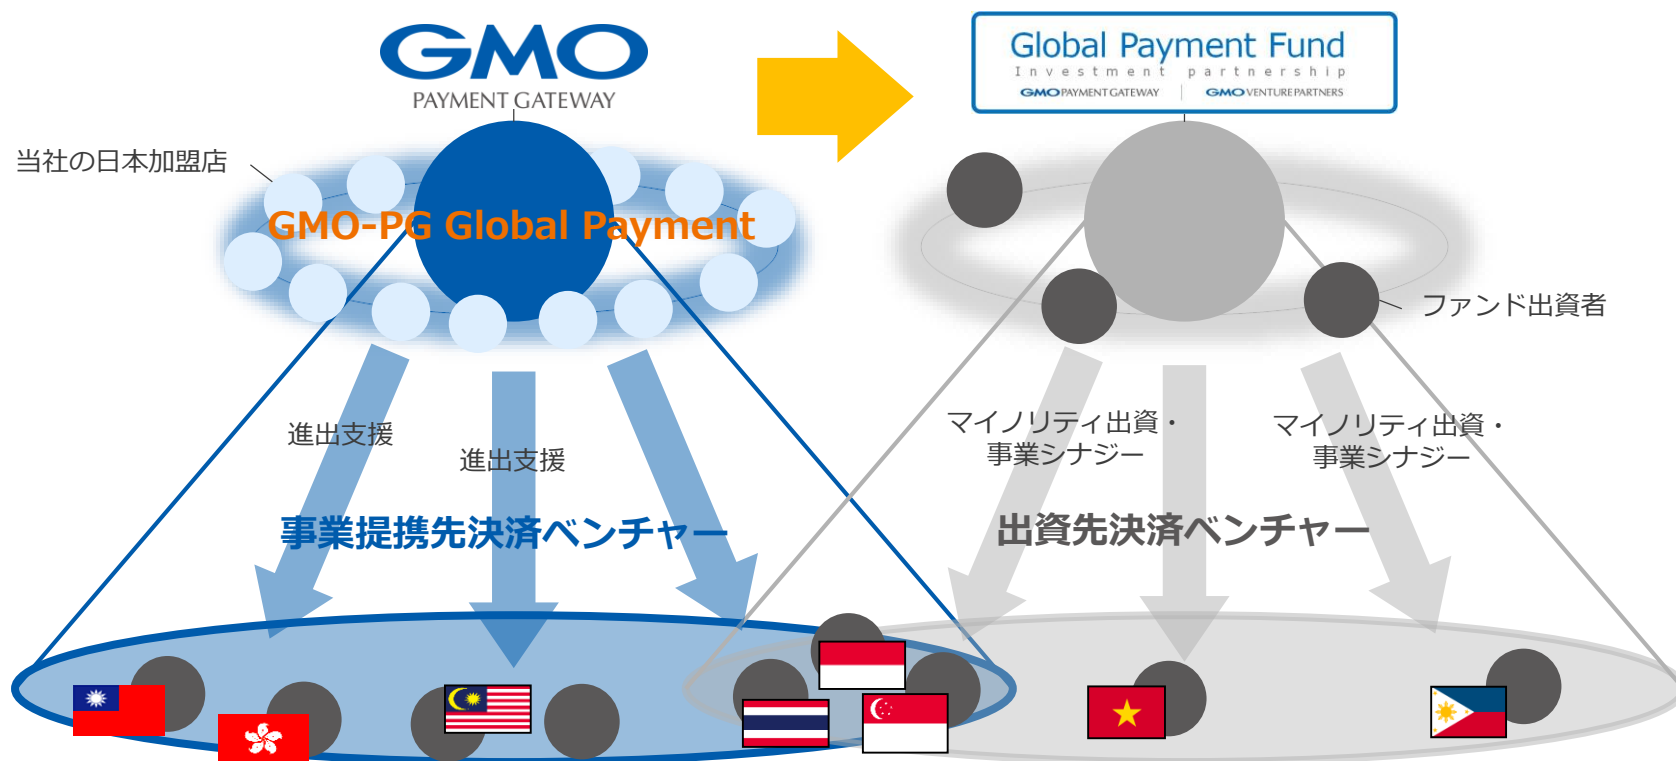 GMO
PAYMENT GATEWAY
Global Payment Fund
Investment partnership
GMO PAYMENT GATEWAY
GMO VENTURE PARTNERS
当社の日本加盟店
GMO-PG Global Payment
ファンド出資者
進出支援
進出支援
マイノリティ出資・
事業シナジー
マイノリティ出資・
事業シナジー
事業提携先決済ベンチャー
出資先決済ベンチャー